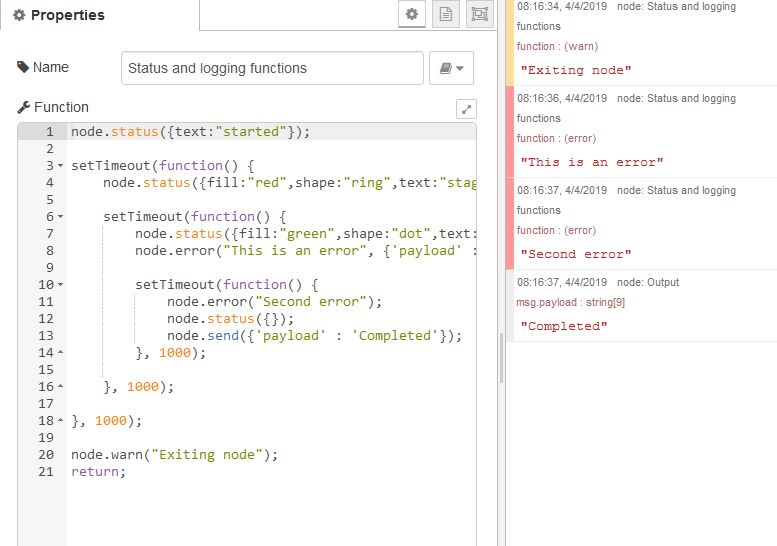 Properties
Name
Status and logging functions
Function
1 node.status({text:"started"});
2
3 setTimeout(function() {
4 node.status({fill:"red",shape:"ring",text:"stag
5
6 setTimeout(function() {
7 node.status({fill:"green",shape:"dot",text:
8 node.error("This is an error", {'payload' :
9
10 setTimeout(function() {
11 node.error("Second error");
12 node.status({});
13 node.send({'payload' : 'Completed'});
14 }, 1000);
15
16 }, 1000);
17
18 }, 1000);
19
20 node.warn("Exiting node");
21 return;
08:16:34, 4/4/2019 node: Status and logging
functions
function : (warn)
"Exiting node"
08:16:36, 4/4/2019 node: Status and logging
functions
function : (error)
"This is an error"
08:16:37, 4/4/2019 node: Status and logging
functions
function : (error)
"Second error"
08:16:37, 4/4/2019 node: Output
msg.payload : string[9]
"Completed"